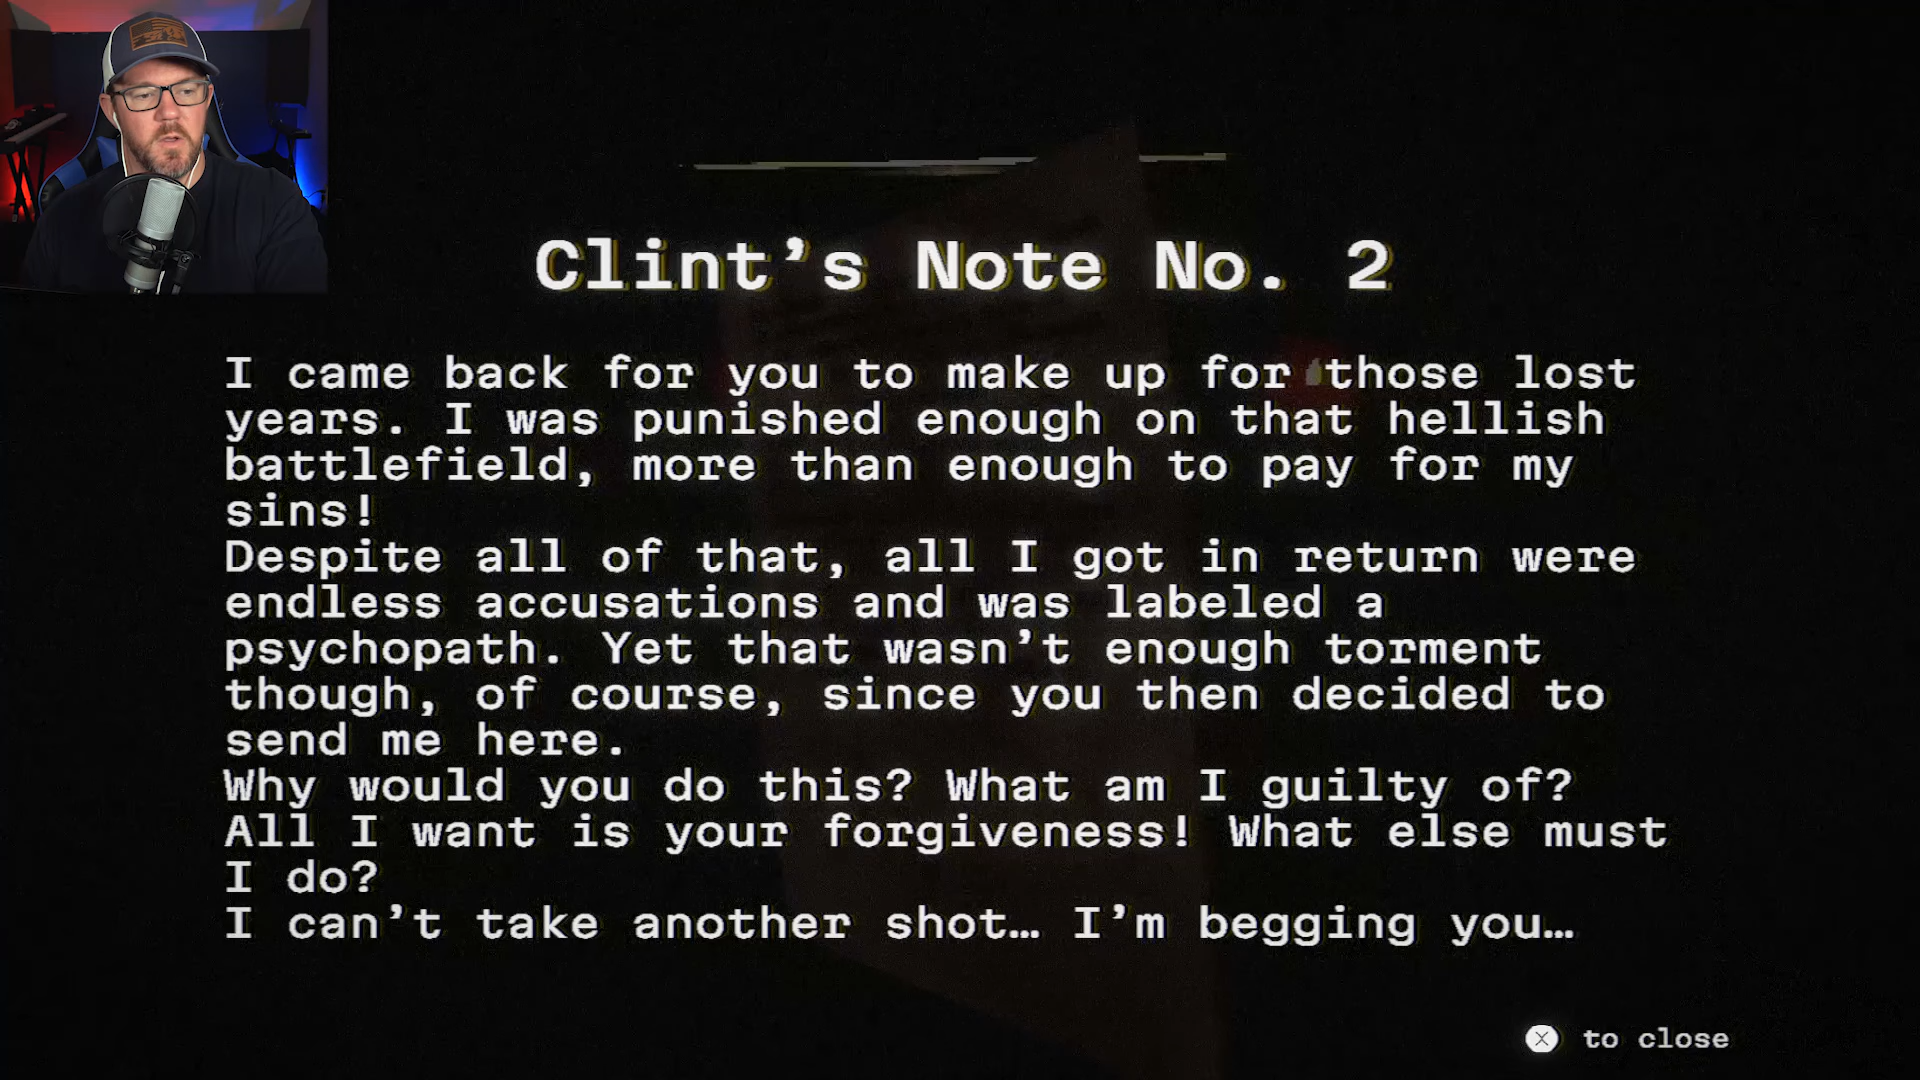 Clint’s Note No. 2
I came back for you to make up for those lost
years. I was punished enough on that hellish
battlefield, more than enough to pay for my
sins!
Despite all of that, all I got in return were
endless accusations and was labeled a
psychopath. Yet that wasn’t enough torment
though, of course, since you then decided to
send me here.
Why would you do this? What am I guilty of?
All I want is your forgiveness! What else must
I do?
I can’t take another shot… I’m begging you…
to close